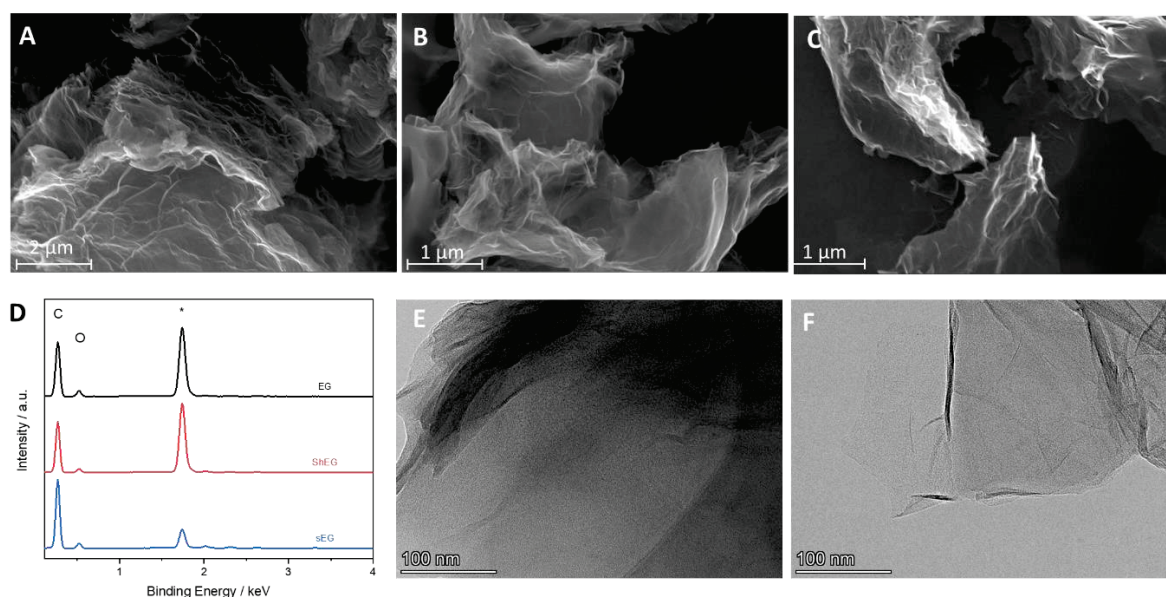 A
2 µm
B
1 µm
C
1 µm
D
C
O
*
EG
ShEG
sEG
Intensity / a.u.
1
2
3
4
Binding Energy / keV
E
100 nm
F
100 nm